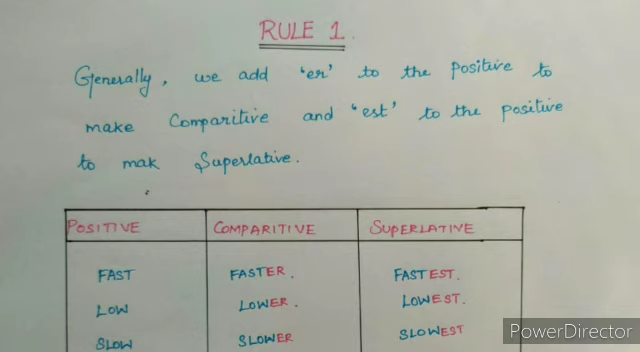 RULE 1.
Generally, we add 'er' to the positive to
make Comparitive and 'est' to the positive
to mak Superlative.
POSITIVE COMPARITIVE SUPERLATIVE
FAST FASTER. FASTEST.
LOW LOWER. LOWEST.
SLOW SLOWER SLOWEST
PowerDirector